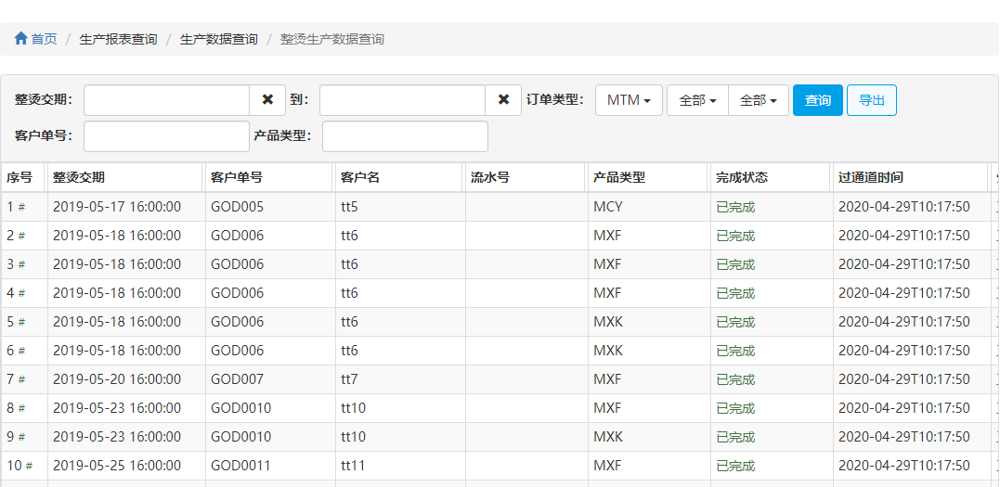 首页 / 生产报表查询 / 生产数据查询 / 整烫生产数据查询
整烫交期： 到： 订单类型： MTM 全部 全部 查询 导出
客户单号： 产品类型：
序号 整烫交期 客户单号 客户名 流水号 产品类型 完成状态 过通道时间
1 # 2019-05-17 16:00:00 GOD005 tt5 MCY 已完成 2020-04-29T10:17:50
2 # 2019-05-18 16:00:00 GOD006 tt6 MXF 已完成 2020-04-29T10:17:50
3 # 2019-05-18 16:00:00 GOD006 tt6 MXF 已完成 2020-04-29T10:17:50
4 # 2019-05-18 16:00:00 GOD006 tt6 MXF 已完成 2020-04-29T10:17:50
5 # 2019-05-18 16:00:00 GOD006 tt6 MXK 已完成 2020-04-29T10:17:50
6 # 2019-05-18 16:00:00 GOD006 tt6 MXK 已完成 2020-04-29T10:17:50
7 # 2019-05-20 16:00:00 GOD007 tt7 MXF 已完成 2020-04-29T10:17:50
8 # 2019-05-23 16:00:00 GOD0010 tt10 MXF 已完成 2020-04-29T10:17:50
9 # 2019-05-23 16:00:00 GOD0010 tt10 MXK 已完成 2020-04-29T10:17:50
10 # 2019-05-25 16:00:00 GOD0011 tt11 MXF 已完成 2020-04-29T10:17:50